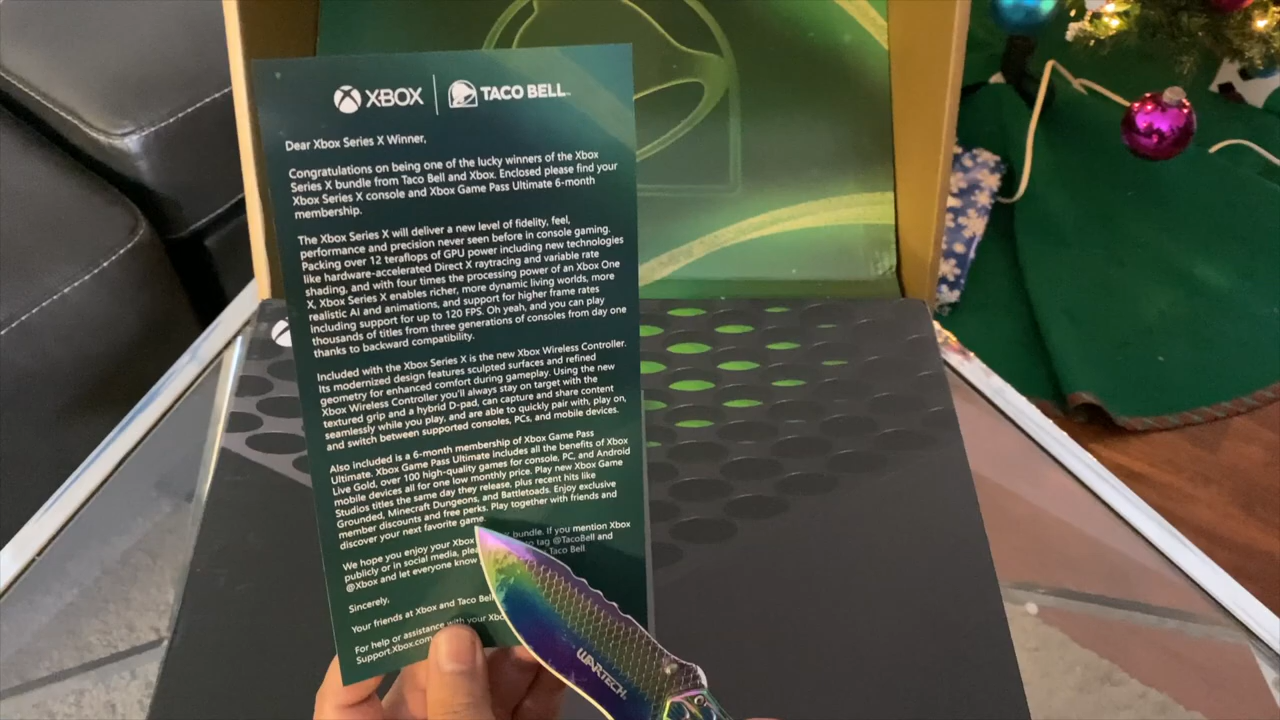 XBOX | TACO BELL
Dear Xbox Series X Winner,
Congratulations on being one of the lucky winners of the Xbox
Series X bundle from Taco Bell and Xbox. Enclosed please find your
Xbox Series X console and Xbox Game Pass Ultimate 6-month
membership.
The Xbox Series X will deliver a new level of fidelity, feel,
performance and precision never seen before in console gaming.
Packing over 12 teraflops of GPU power including new technologies
like hardware-accelerated Direct X raytracing and variable rate
shading, and with four times the processing power of an Xbox One
X, Xbox Series X enables richer, more dynamic living worlds, more
realistic AI and animations, and support for higher frame rates
including support for up to 120 FPS. Oh yeah, and you can play
thousands of titles from three generations of consoles from day one
thanks to backward compatibility.
Included with the Xbox Series X is the new Xbox Wireless Controller.
Its modernized design features sculpted surfaces and refined
geometry for enhanced comfort during gameplay. Using the new
Xbox Wireless Controller you'll always stay on target with the
textured grip and a hybrid D-pad, can capture and share content
seamlessly while you play, and are able to quickly pair with, play on,
and switch between supported consoles, PCs, and mobile devices.
Also included is a 6-month membership of Xbox Game Pass
Ultimate. Xbox Game Pass Ultimate includes all the benefits of Xbox
Live Gold, over 100 high-quality games for console, PC, and Android
mobile devices all for one low monthly price. Play new Xbox Game
Studios titles the same day they release, plus recent hits like
Grounded, Minecraft Dungeons, and Battletoads. Enjoy exclusive
member discounts and free perks. Play together with friends and
discover your next favorite game.
We hope you enjoy your Xbox bundle. If you mention Xbox
publicly or in social media, tag @TacoBell and
@Xbox and let everyone know Taco Bell
Sincerely,
Your friends at Xbox and Taco Bell
For help or assistance with your
Support.Xbox.com
WARTECH